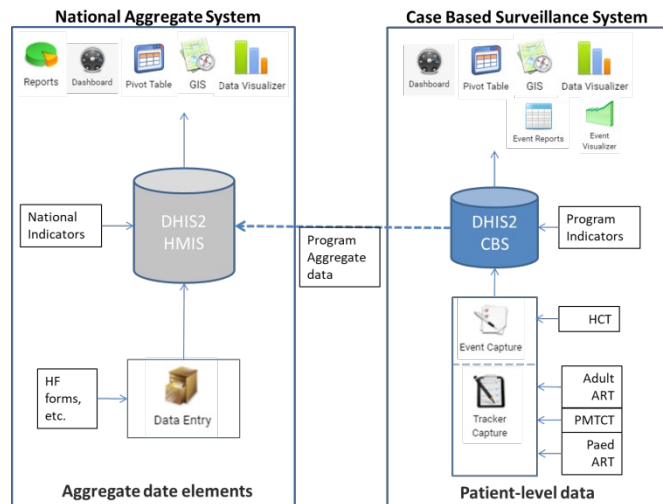 National Aggregate System
Reports
Dashboard
Pivot Table
GIS
Data Visualizer
DHIS2
HMIS
National
Indicators
HF
forms,
etc.
Data Entry
Aggregate date elements
Program
Aggregate
data
Case Based Surveillance System
Dashboard
Pivot Table
GIS
Data Visualizer
Event Reports
Event
Visualizer
DHIS2
CBS
Program
Indicators
Event Capture
HCT
Tracker
Capture
Adult
ART
PMTCT
Paed
ART
Patient-level data